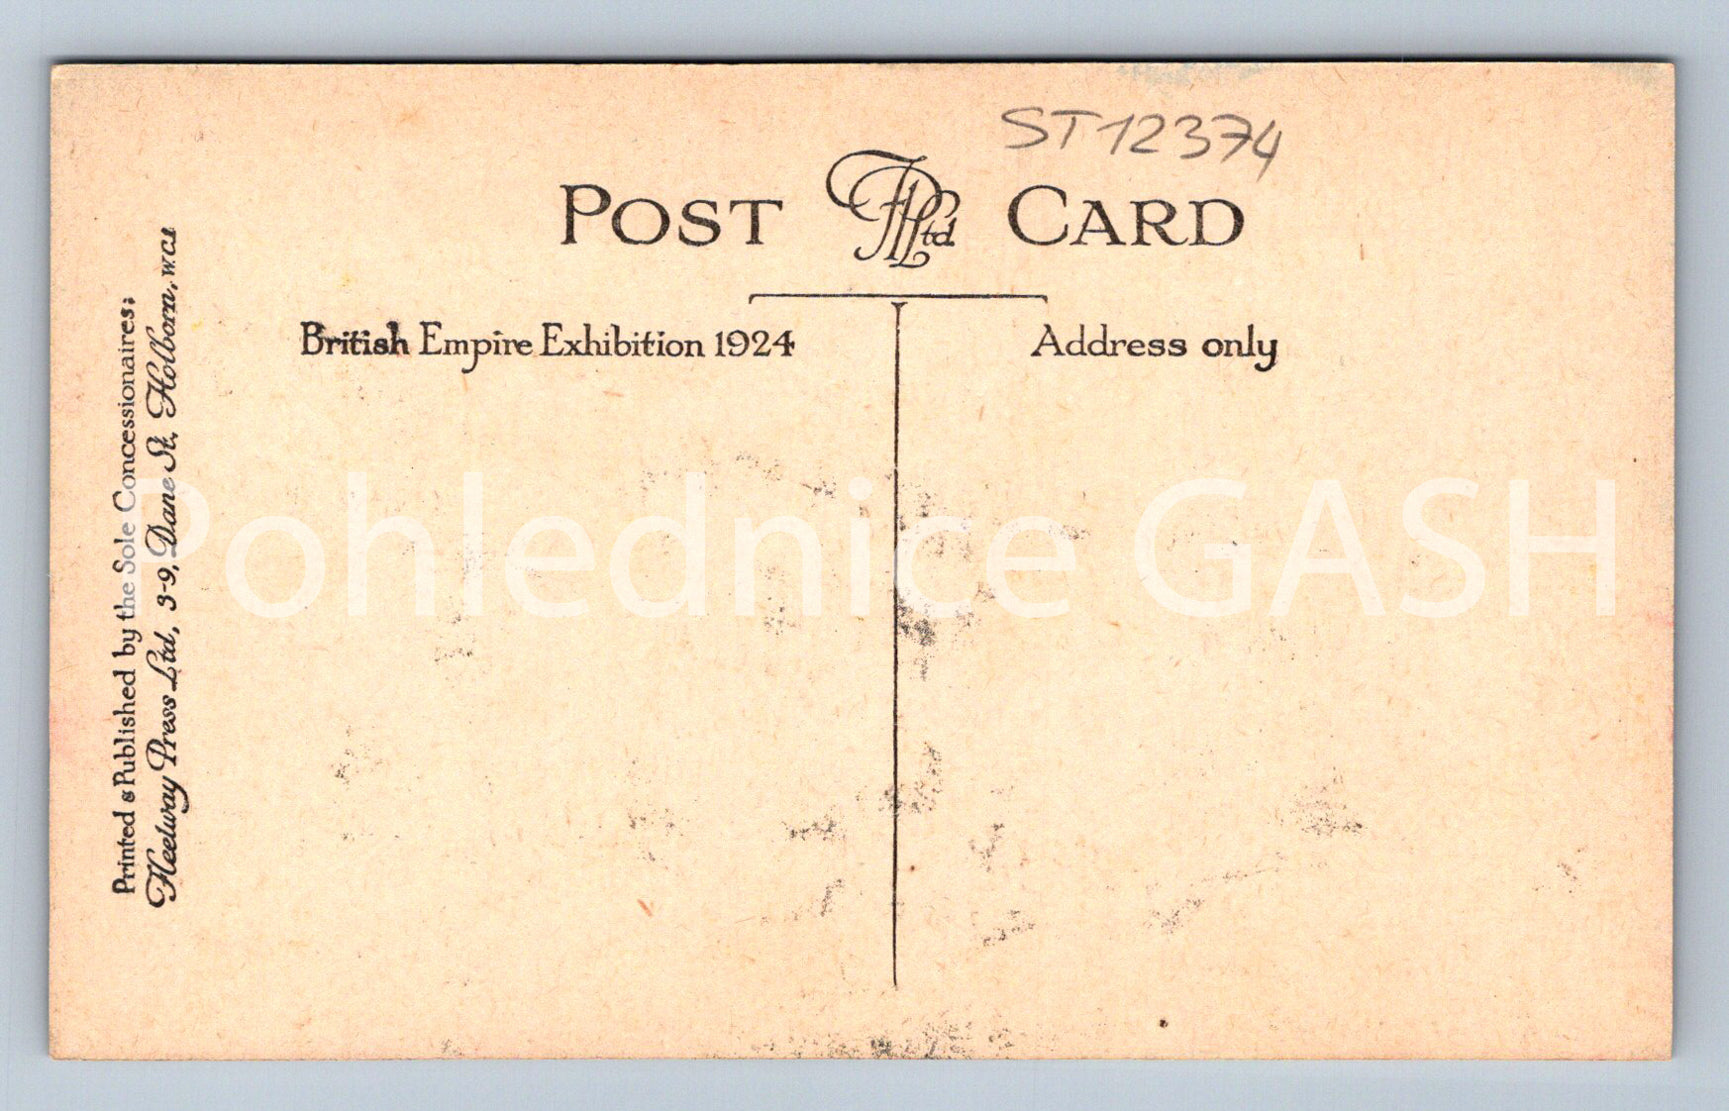 ST12374
POST FPLtd CARD
British Empire Exhibition 1924
Address only
Printed & Published by the Sole Concessionaires:
Fleetway Press Ltd, 3-9, Dane St. Holborn, W.C.1
Pohlednice GASH